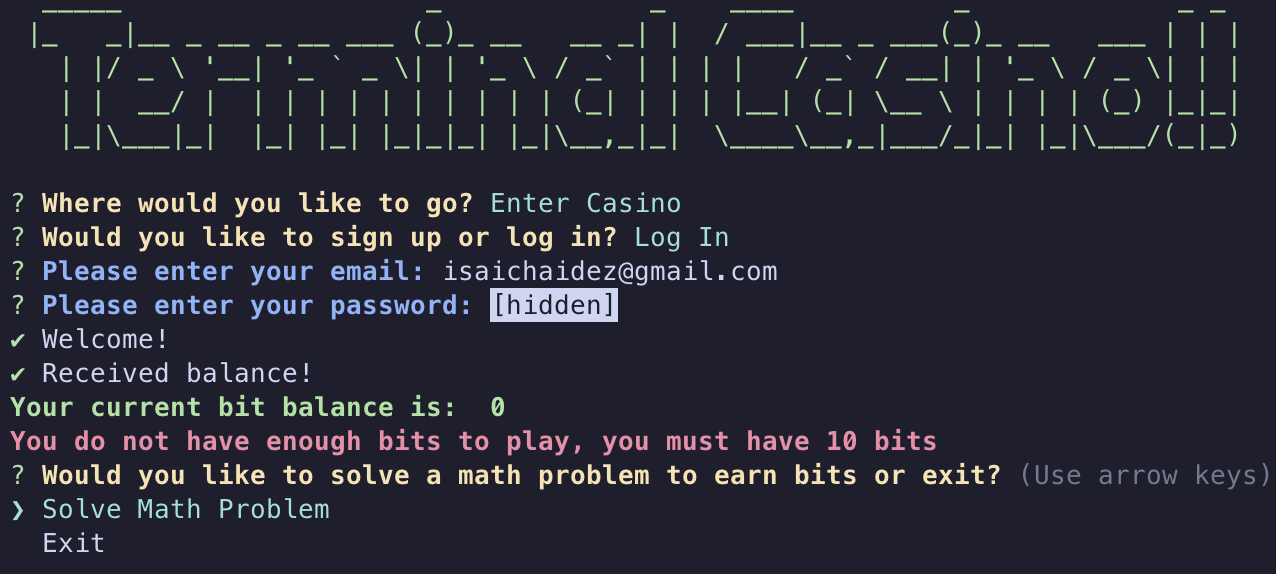 Terminal Casino!!
? Where would you like to go? Enter Casino
? Would you like to sign up or log in? Log In
? Please enter your email: isaichaidez@gmail.com
? Please enter your password: [hidden]
✔ Welcome!
✔ Received balance!
Your current bit balance is:  0
You do not have enough bits to play, you must have 10 bits
? Would you like to solve a math problem to earn bits or exit? (Use arrow keys)
❯ Solve Math Problem
  Exit